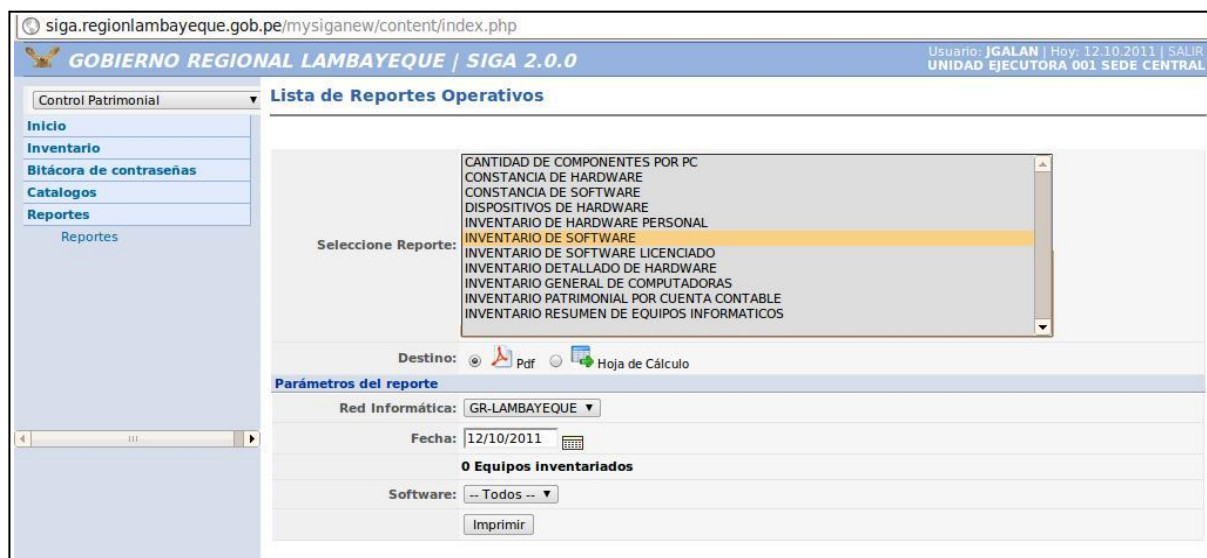 siga.regionlambayeque.gob.pe/mysiganew/content/index.php
GOBIERNO REGIONAL LAMBAYEQUE | SIGA 2.0.0
Usuario: JGALAN | Hoy: 12.10.2011 | SALIR
UNIDAD EJECUTORA 001 SEDE CENTRAL
Control Patrimonial
Inicio
Inventario
Bitácora de contraseñas
Catalogos
Reportes
Reportes
Lista de Reportes Operativos
Seleccione Reporte:
CANTIDAD DE COMPONENTES POR PC
CONSTANCIA DE HARDWARE
CONSTANCIA DE SOFTWARE
DISPOSITIVOS DE HARDWARE
INVENTARIO DE HARDWARE PERSONAL
INVENTARIO DE SOFTWARE
INVENTARIO DE SOFTWARE LICENCIADO
INVENTARIO DETALLADO DE HARDWARE
INVENTARIO GENERAL DE COMPUTADORAS
INVENTARIO PATRIMONIAL POR CUENTA CONTABLE
INVENTARIO RESUMEN DE EQUIPOS INFORMATICOS
Destino: Pdf Hoja de Cálculo
Parámetros del reporte
Red Informática: GR-LAMBAYEQUE
Fecha: 12/10/2011
0 Equipos inventariados
Software: -- Todos --
Imprimir